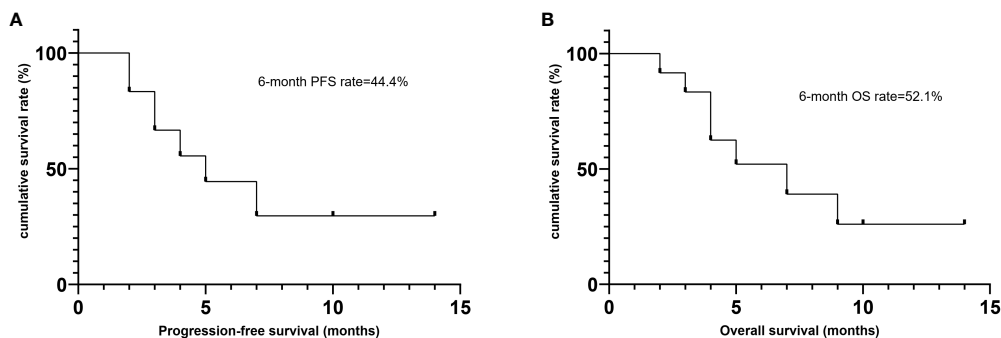 A
cumulative survival rate (%)
100
50
0
6-month PFS rate=44.4%
0 5 10 15
Progression-free survival (months)
B
cumulative survival rate (%)
100
50
0
6-month OS rate=52.1%
0 5 10 15
Overall survival (months)